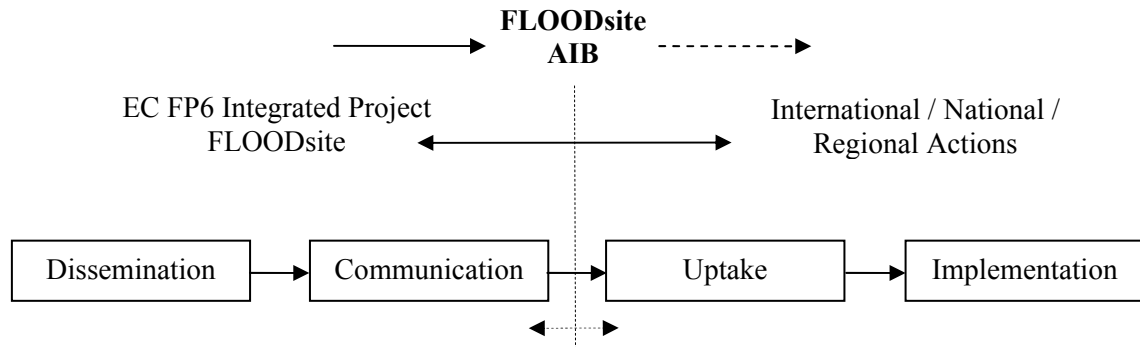 FLOODsite
AIB
EC FP6 Integrated Project
FLOODsite
International / National /
Regional Actions
Dissemination
Communication
Uptake
Implementation